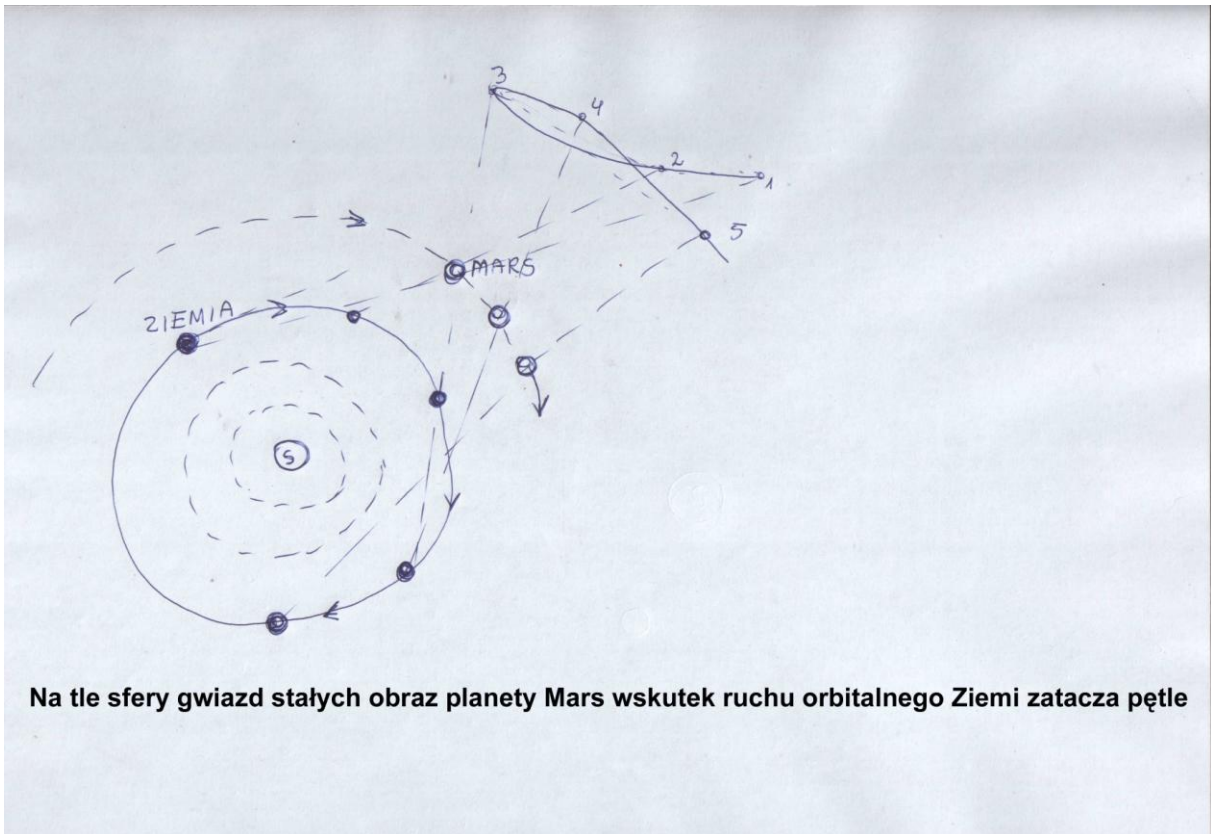 3
4
2
1
5
MARS
ZIEMIA
S
Na tle sfery gwiazd stałych obraz planety Mars wskutek ruchu orbitalnego Ziemi zatacza pętle